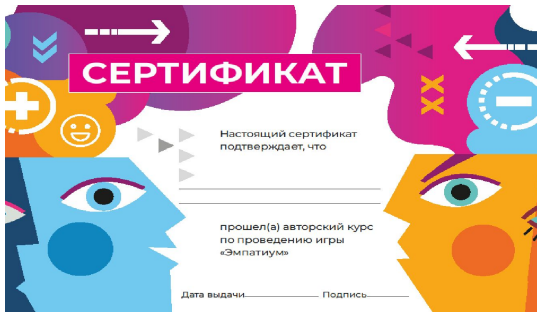 СЕРТИФИКАТ
Настоящий сертификат
подтверждает, что
прошел(а) авторский курс
по проведению игры
«Эмпатиум»
Дата выдачи Подпись